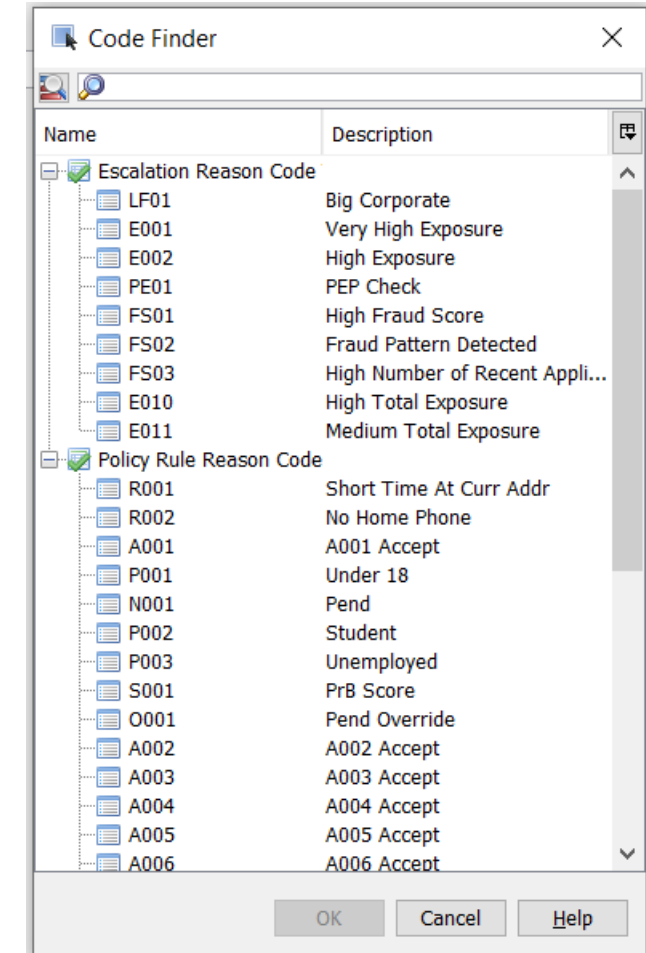 Code Finder
Name Description
Escalation Reason Code
LF01 Big Corporate
E001 Very High Exposure
E002 High Exposure
PE01 PEP Check
FS01 High Fraud Score
FS02 Fraud Pattern Detected
FS03 High Number of Recent Appli...
E010 High Total Exposure
E011 Medium Total Exposure
Policy Rule Reason Code
R001 Short Time At Curr Addr
R002 No Home Phone
A001 A001 Accept
P001 Under 18
N001 Pend
P002 Student
P003 Unemployed
S001 PrB Score
O001 Pend Override
A002 A002 Accept
A003 A003 Accept
A004 A004 Accept
A005 A005 Accept
A006 A006 Accept
OK Cancel Help